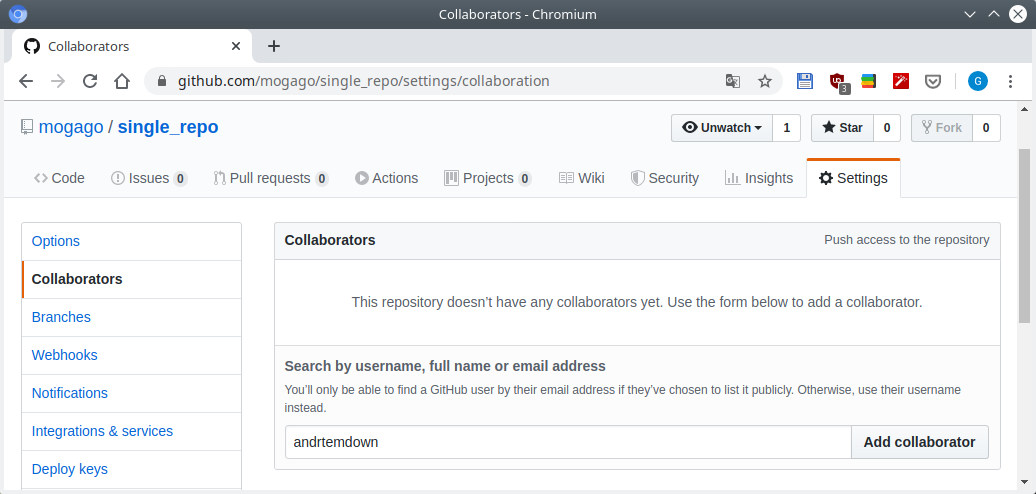 Collaborators - Chromium
Collaborators
github.com/mogago/single_repo/settings/collaboration
3
G
mogago / single_repo
Unwatch 1
Star 0
Fork 0
Code
Issues 0
Pull requests 0
Actions
Projects 0
Wiki
Security
Insights
Settings
Options
Collaborators
Branches
Webhooks
Notifications
Integrations & services
Deploy keys
Collaborators
Push access to the repository
This repository doesn’t have any collaborators yet. Use the form below to add a collaborator.
Search by username, full name or email address
You’ll only be able to find a GitHub user by their email address if they’ve chosen to list it publicly. Otherwise, use their username
instead.
andrtemdown
Add collaborator